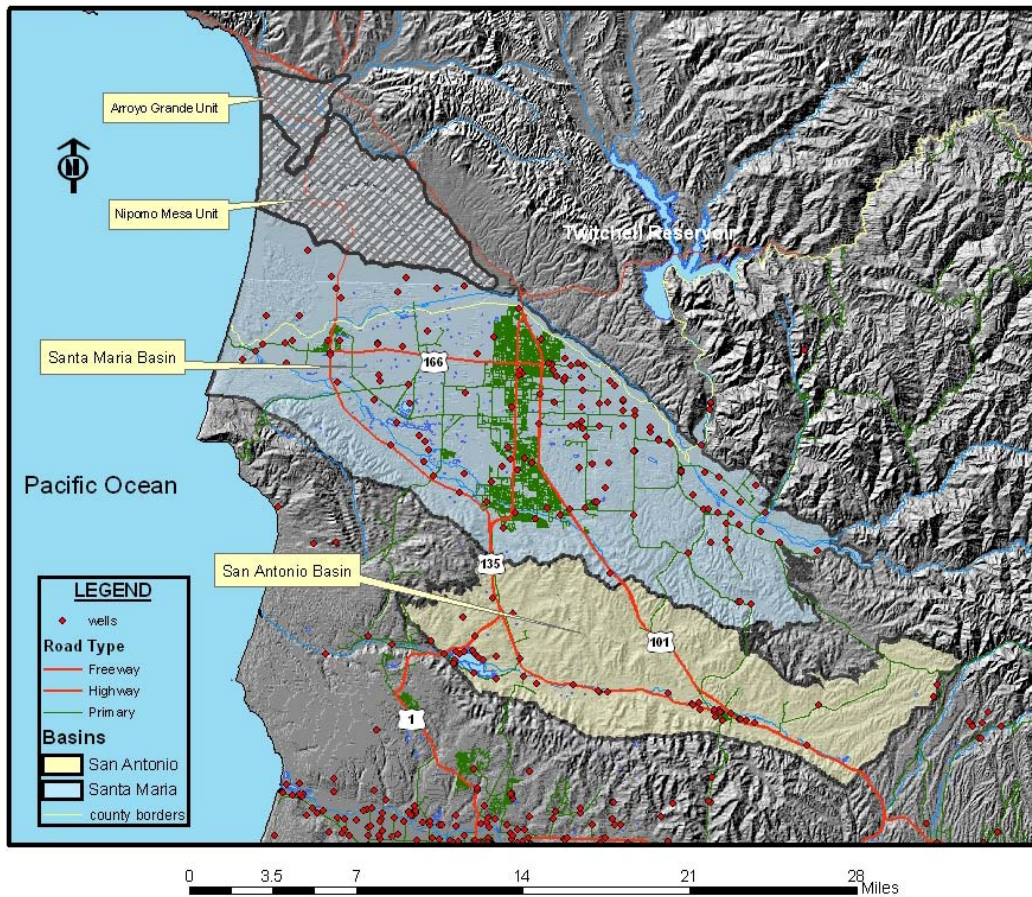 Arroyo Grande Unit
N
Nipomo Mesa Unit
Twitchell Reservoir
Santa Maria Basin
166
Pacific Ocean
San Antonio Basin
135
101
1
LEGEND
wells
Road Type
Freeway
Highway
Primary
Basins
San Antonio
Santa Maria
county borders
0 3.5 7 14 21 28
Miles